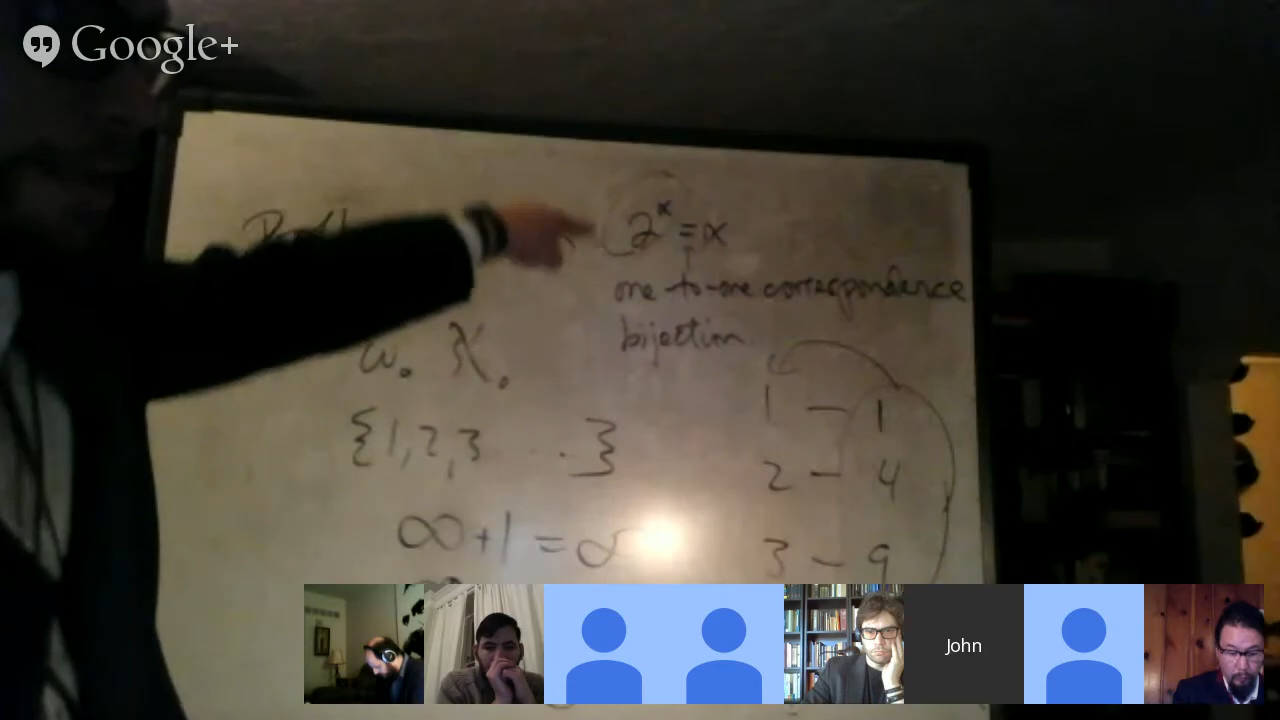 Google+
2^x = x
one-to-one correspondence
bijection
ω₀ ℵ₀
{1,2,3 . . . .}
∞+1 = ∞
1 — 1
2 — 4
3 — 9
John